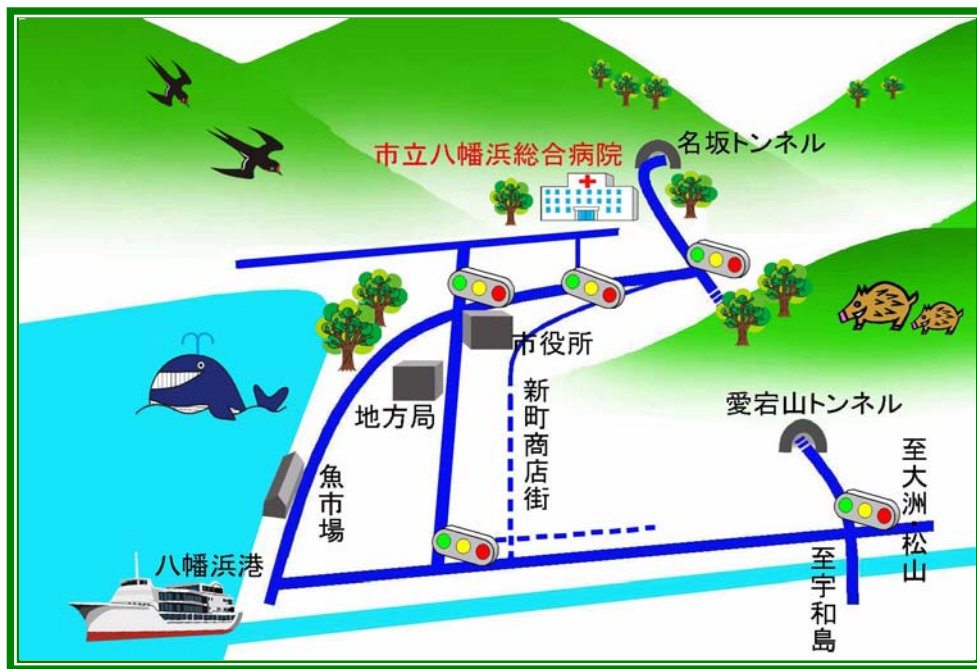 市立八幡浜総合病院
名坂トンネル
市役所
地方局
新町商店街
愛宕山トンネル
魚市場
至大洲・松山
八幡浜港
至宇和島